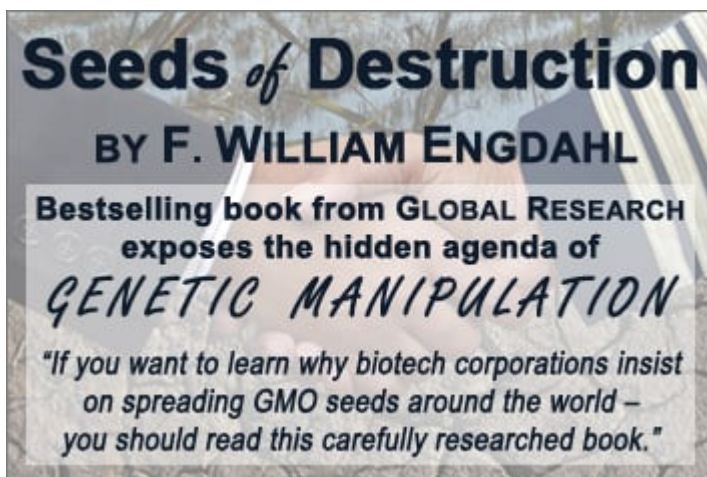 Seeds of Destruction
BY F. WILLIAM ENGDAHL
Bestselling book from GLOBAL RESEARCH
exposes the hidden agenda of
GENETIC MANIPULATION
“If you want to learn why biotech corporations insist
on spreading GMO seeds around the world –
you should read this carefully researched book.”